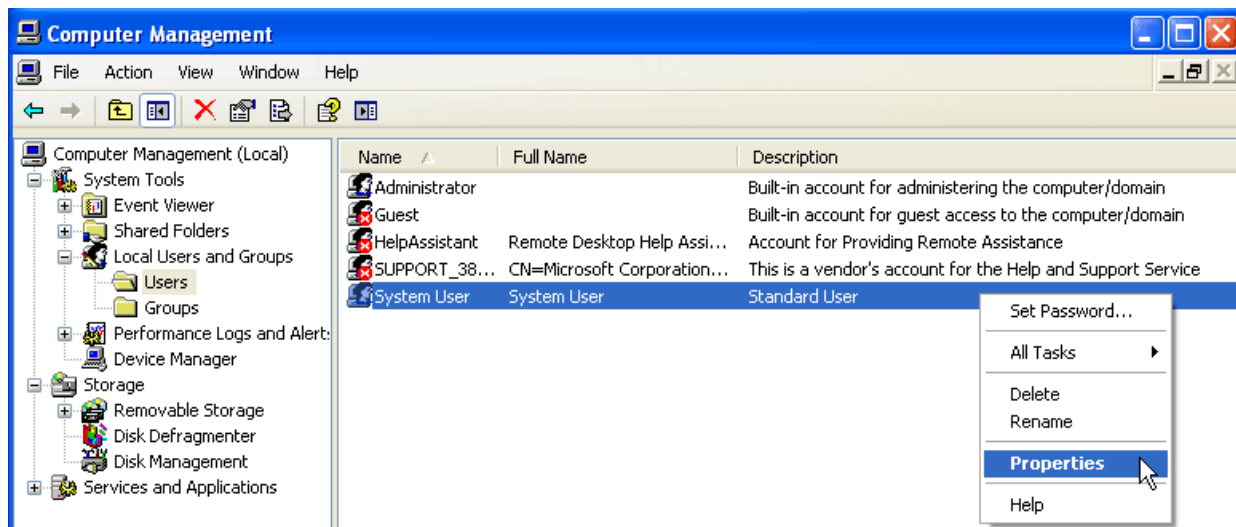 Computer Management
File Action View Window Help
Computer Management (Local)
System Tools
Event Viewer
Shared Folders
Local Users and Groups
Users
Groups
Performance Logs and Alert
Device Manager
Storage
Removable Storage
Disk Defragmenter
Disk Management
Services and Applications
Name Full Name Description
Administrator Built-in account for administering the computer/domain
Guest Built-in account for guest access to the computer/domain
HelpAssistant Remote Desktop Help Assi... Account for Providing Remote Assistance
SUPPORT_38... CN=Microsoft Corporation... This is a vendor's account for the Help and Support Service
System User System User Standard User
Set Password...
All Tasks
Delete
Rename
Properties
Help